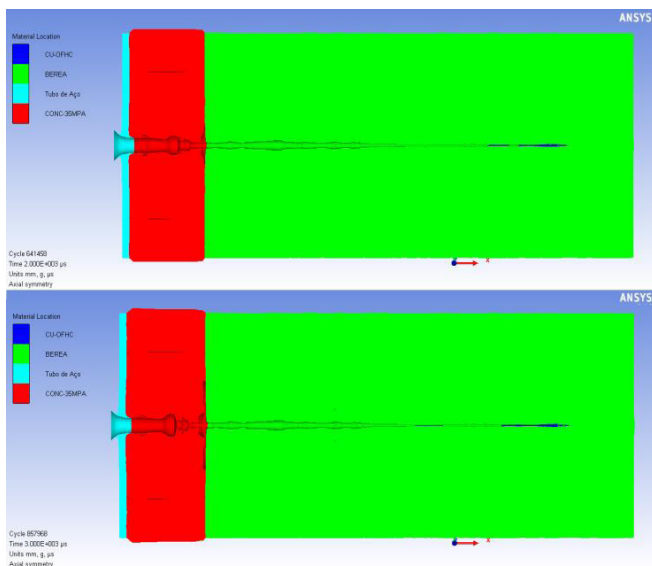 ANSYS
Material Location
CU-OFHC
BEREA
Tubo de Aço
CONC-35MPA
Cycle 641458
Time 2.000E+003 µs
Units mm, g, µs
Axial symmetry
x
ANSYS
Material Location
CU-OFHC
BEREA
Tubo de Aço
CONC-35MPA
Cycle 857968
Time 3.000E+003 µs
Units mm, g, µs
Axial symmetry
x